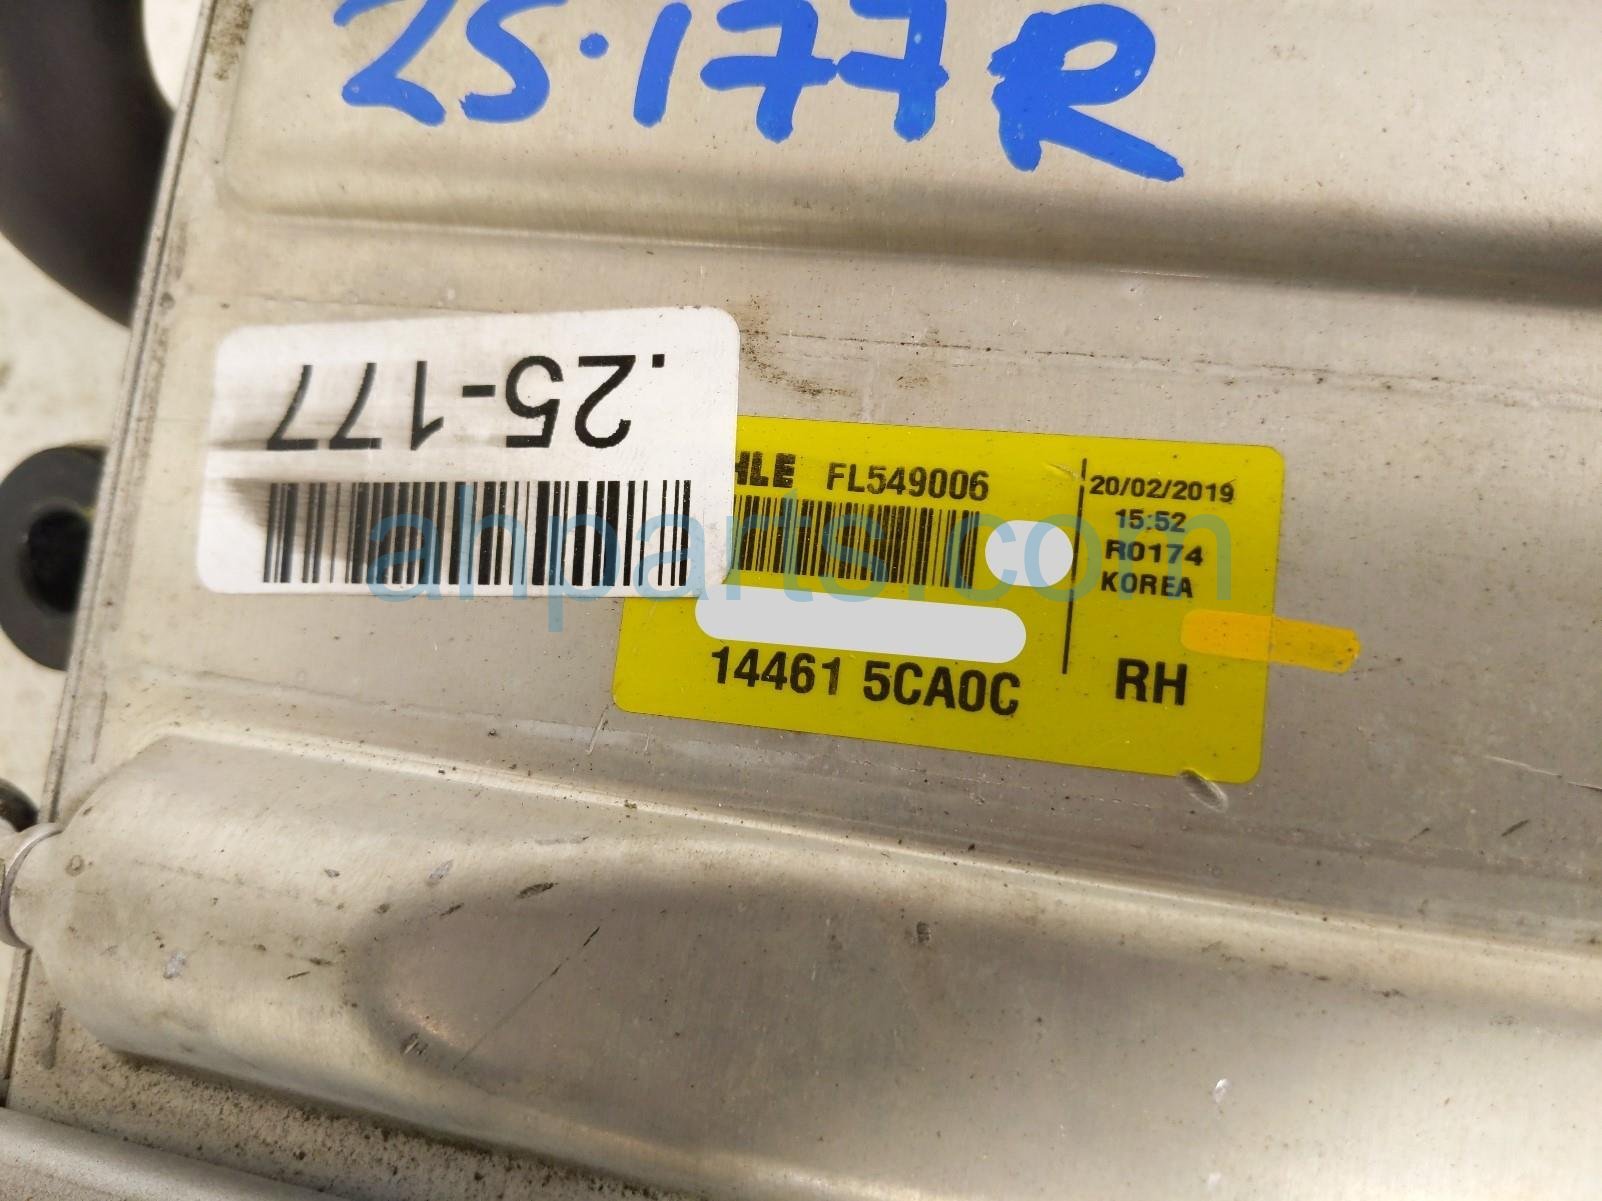 25.177R
.25-177
HLE FL549006
20/02/2019
15:52
R0174
KOREA
14461 5CA0C
RH
ahparts.com